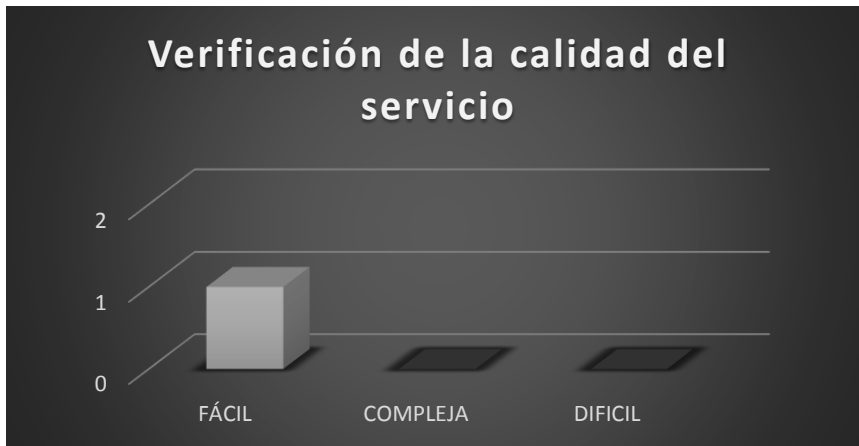 Verificación de la calidad del
servicio
2
1
0
FÁCIL COMPLEJA DIFICIL